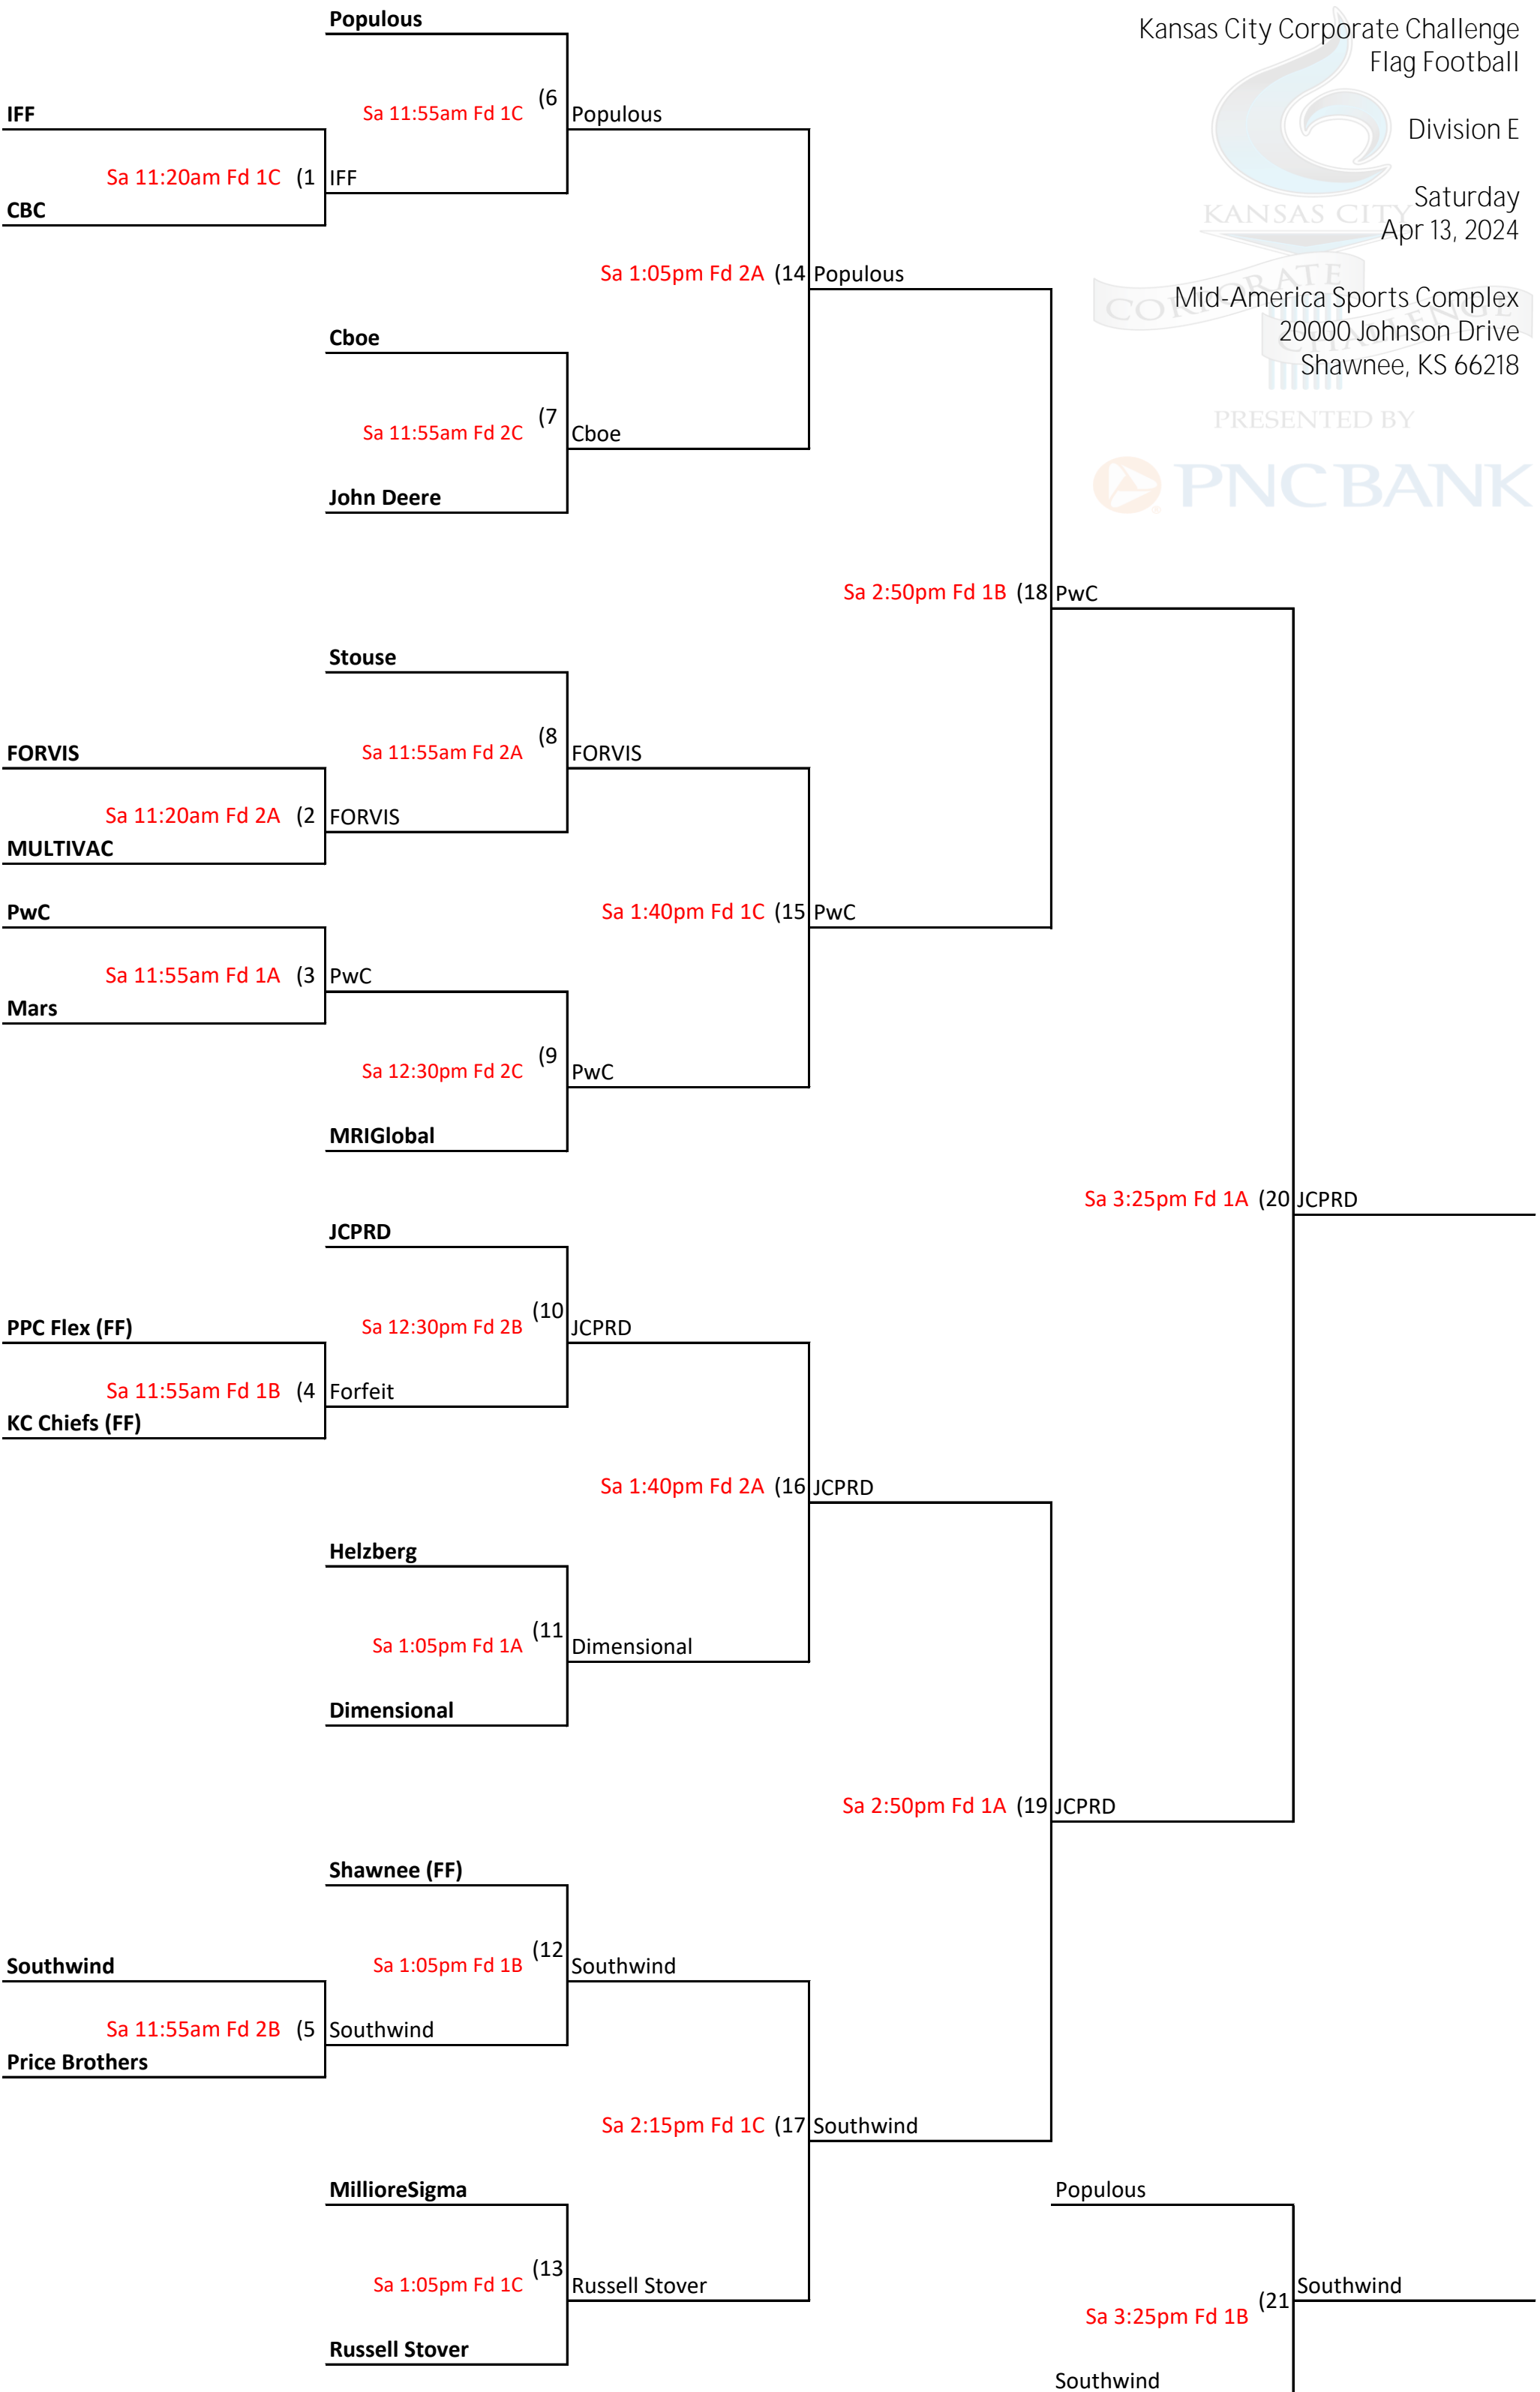 Populous
Kansas City Corporate Challenge
Flag Football
Division E
Saturday
Apr 13, 2024
Mid-America Sports Complex
20000 Johnson Drive
Shawnee, KS 66218
KANSAS CITY
CORPORATE
CHALLENGE
PRESENTED BY
PNC BANK
Sa 11:55am Fd 1C (6
Populous
IFF
Sa 11:20am Fd 1C (1
IFF
CBC
Sa 1:05pm Fd 2A (14
Populous
Cboe
Sa 11:55am Fd 2C (7
Cboe
John Deere
Sa 2:50pm Fd 1B (18
PwC
Stouse
Sa 11:55am Fd 2A (8
FORVIS
FORVIS
Sa 11:20am Fd 2A (2
FORVIS
MULTIVAC
PwC
Sa 1:40pm Fd 1C (15
PwC
Sa 11:55am Fd 1A (3
PwC
Mars
Sa 12:30pm Fd 2C (9
PwC
MRIGlobal
Sa 3:25pm Fd 1A (20
JCPRD
JCPRD
Sa 12:30pm Fd 2B (10
JCPRD
PPC Flex (FF)
Sa 11:55am Fd 1B (4
Forfeit
KC Chiefs (FF)
Sa 1:40pm Fd 2A (16
JCPRD
Helzberg
Sa 1:05pm Fd 1A (11
Dimensional
Dimensional
Sa 2:50pm Fd 1A (19
JCPRD
Shawnee (FF)
Sa 1:05pm Fd 1B (12
Southwind
Southwind
Sa 11:55am Fd 2B (5
Southwind
Price Brothers
Sa 2:15pm Fd 1C (17
Southwind
MillioreSigma
Populous
Sa 1:05pm Fd 1C (13
Russell Stover
Sa 3:25pm Fd 1B (21
Southwind
Russell Stover
Southwind